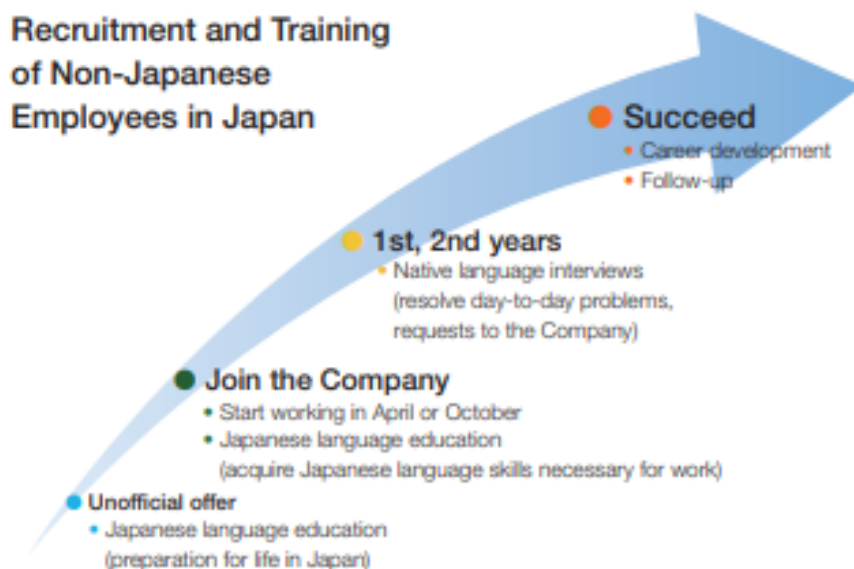 Recruitment and Training
of Non-Japanese
Employees in Japan
Succeed
• Career development
• Follow-up
1st, 2nd years
• Native language interviews
(resolve day-to-day problems,
requests to the Company)
Join the Company
• Start working in April or October
• Japanese language education
(acquire Japanese language skills necessary for work)
Unofficial offer
• Japanese language education
(preparation for life in Japan)